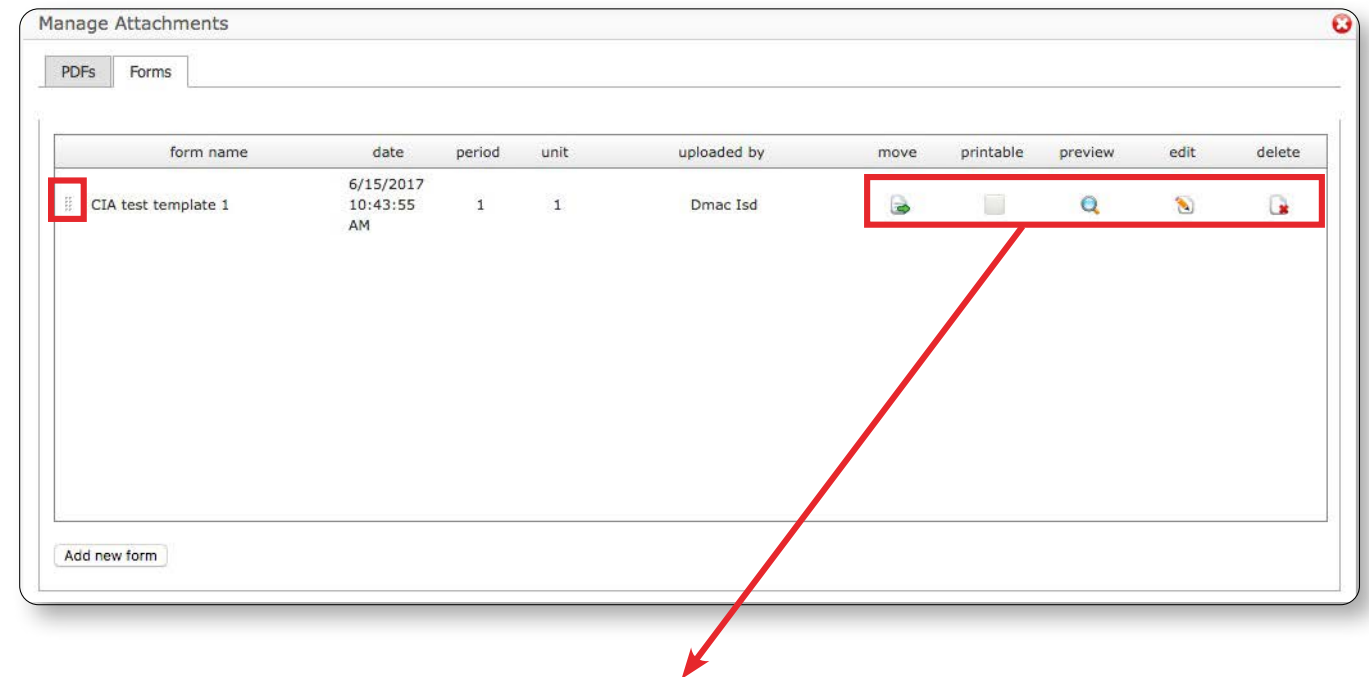 Manage Attachments
PDFs Forms
form name date period unit uploaded by move printable preview edit delete
6/15/2017
CIA test template 1 10:43:55 1 1 Dmac Isd
AM
Add new form